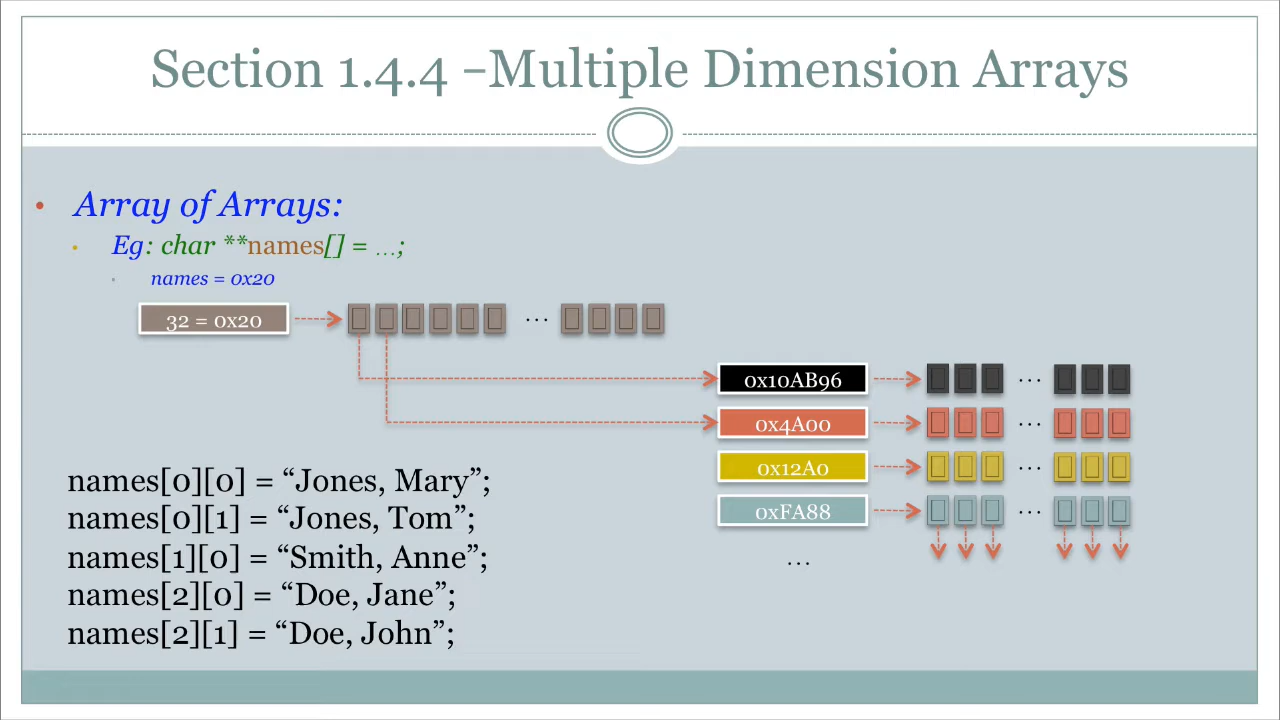 Section 1.4.4 –Multiple Dimension Arrays
• Array of Arrays:
• Eg: char **names[] = …;
• names = 0x20
32 = 0x20
...
0x10AB96
...
0x4A00
...
0x12A0
...
0xFA88
...
...
names[0][0] = “Jones, Mary”;
names[0][1] = “Jones, Tom”;
names[1][0] = “Smith, Anne”;
names[2][0] = “Doe, Jane”;
names[2][1] = “Doe, John”;